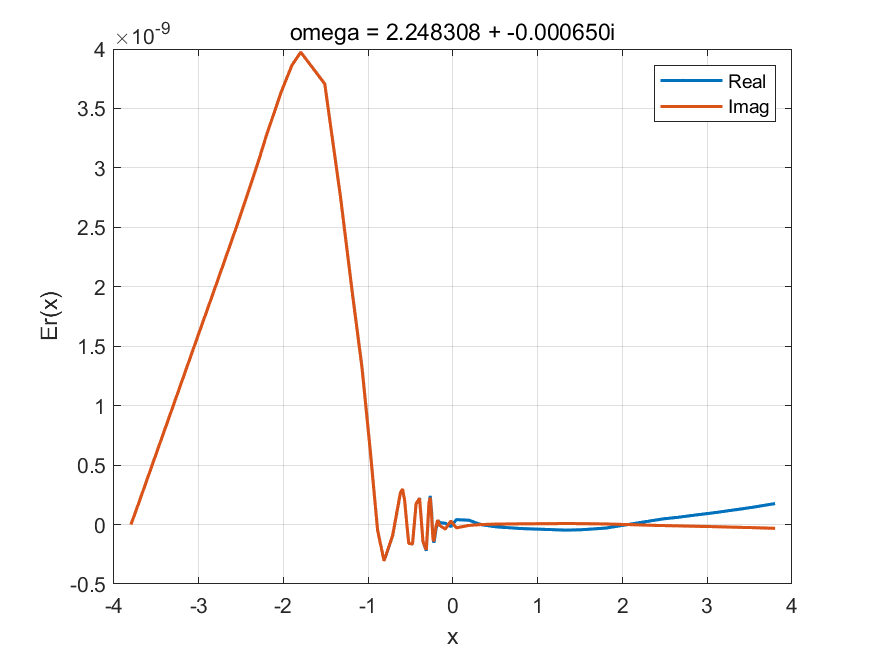 omega = 2.248308 + -0.000650i
×10-9
4
3.5
3
2.5
2
1.5
1
0.5
0
-0.5
Er(x)
Real
Imag
-4 -3 -2 -1 0 1 2 3 4
x